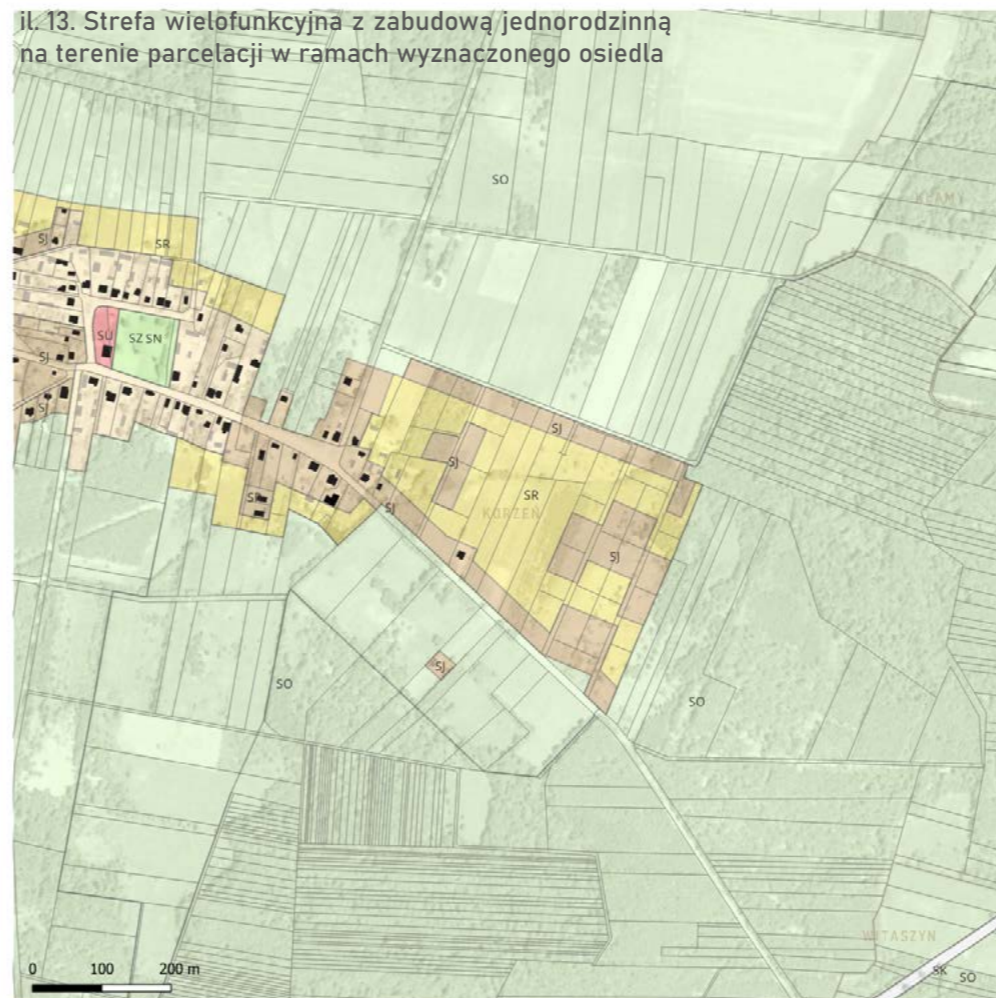 il. 13. Strefa wielofunkcyjna z zabudową jednorodzinną
na terenie parcelacji w ramach wyznaczonego osiedla
SO
SJ
SR
SU
SZ SN
SJ
SJ
SJ
SJ
SR
KORZEŃ
SR
SJ
SJ
SJ
SO
SO
WITASZYN
0 100 200 m
SK
SO